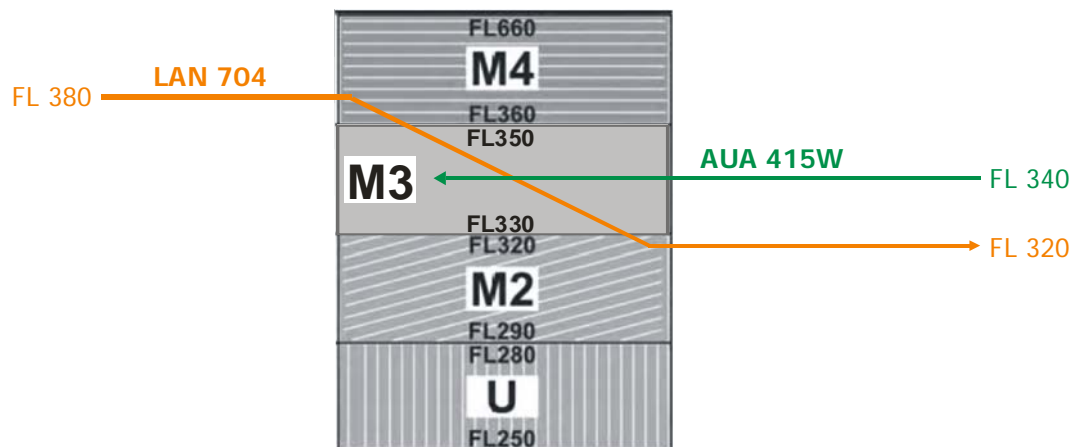 FL660
M4
LAN 704
FL 380
FL360
FL350
AUA 415W
M3
FL 340
FL330
FL320
FL 320
M2
FL290
FL280
U
FL250